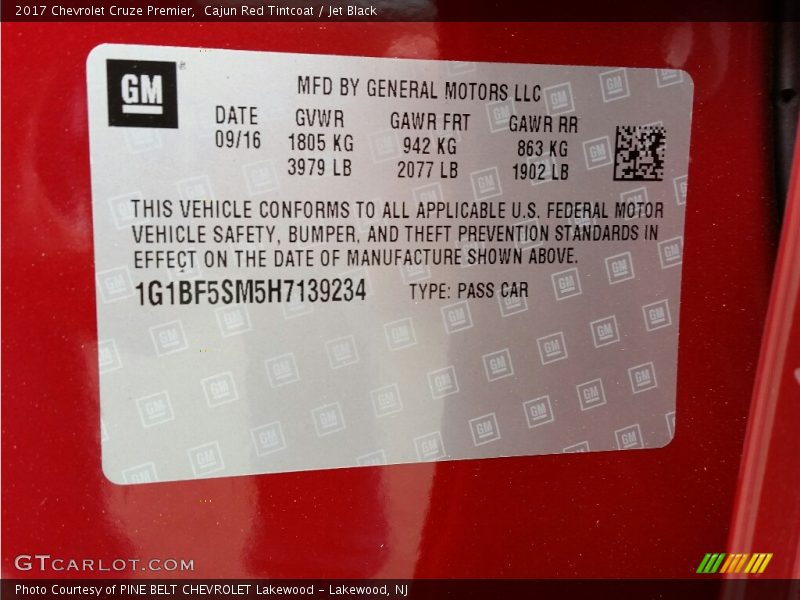 2017 Chevrolet Cruze Premier,  Cajun Red Tintcoat / Jet Black
GM
MFD BY GENERAL MOTORS LLC
DATE GVWR GAWR FRT GAWR RR
09/16 1805 KG 942 KG 863 KG
3979 LB 2077 LB 1902 LB
THIS VEHICLE CONFORMS TO ALL APPLICABLE U.S. FEDERAL MOTOR
VEHICLE SAFETY, BUMPER, AND THEFT PREVENTION STANDARDS IN
EFFECT ON THE DATE OF MANUFACTURE SHOWN ABOVE.
1G1BF5SM5H7139234 TYPE: PASS CAR
GTCARLOT.COM
Photo Courtesy of PINE BELT CHEVROLET Lakewood - Lakewood, NJ